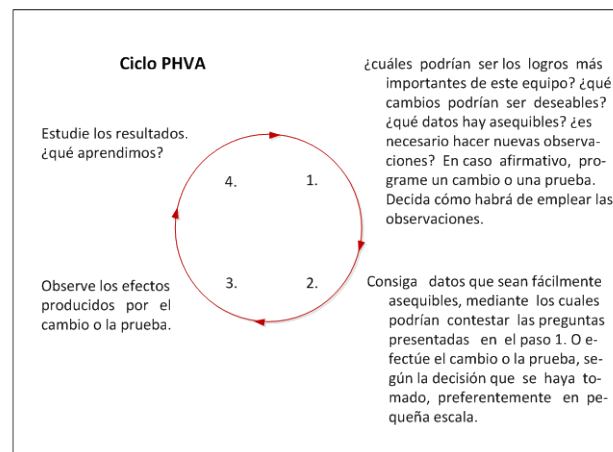 Ciclo PHVA
¿cuáles podrían ser los logros más
importantes de este equipo? ¿qué
cambios podrían ser deseables?
¿qué datos hay asequibles? ¿es
necesario hacer nuevas observa-
ciones? En caso afirmativo, pro-
grame un cambio o una prueba.
Decida cómo habrá de emplear las
observaciones.
Estudie los resultados.
¿qué aprendimos?
4.
1.
3.
2.
Observe los efectos
producidos por el
cambio o la prueba.
Consiga datos que sean fácilmente
asequibles, mediante los cuales
podrían contestar las preguntas
presentadas en el paso 1. O e-
fectúe el cambio o la prueba, se-
gún la decisión que se haya to-
mado, preferentemente en pe-
queña escala.